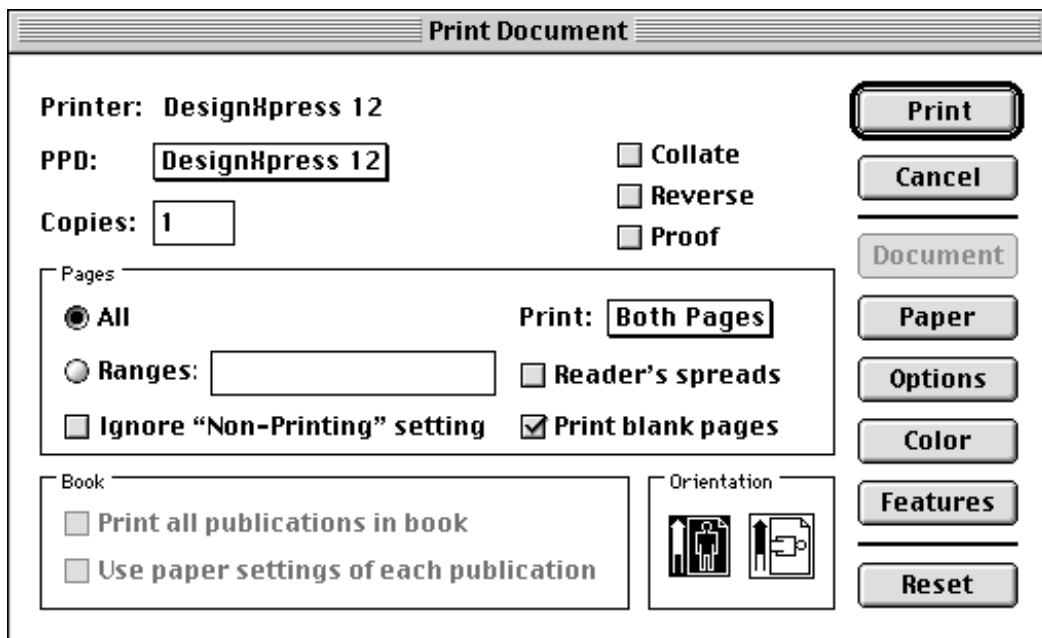 Print Document
Printer: DesignXpress 12
PPD: DesignXpress 12
Copies: 1
Collate
Reverse
Proof
Pages
All
Print: Both Pages
Ranges:
Reader's spreads
Ignore “Non-Printing” setting
Print blank pages
Book
Print all publications in book
Use paper settings of each publication
Orientation
Print
Cancel
Document
Paper
Options
Color
Features
Reset